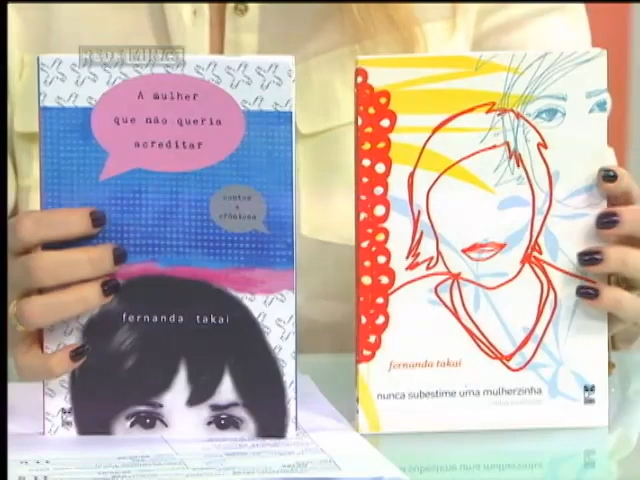 A mulher
que não queria
acreditar
contos
+
crônicas
fernanda takai
fernanda takai
nunca subestime uma mulherzinha